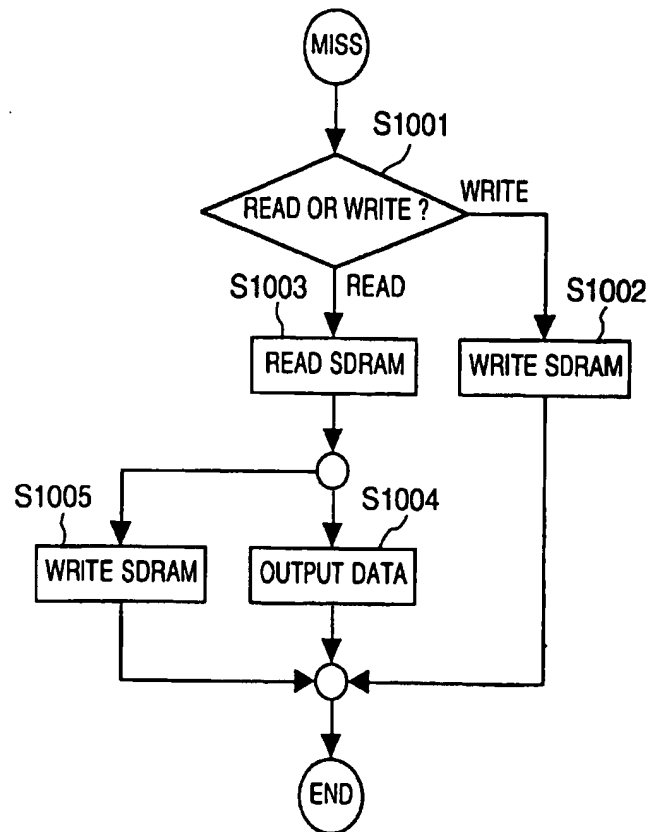 MISS
S1001
READ OR WRITE ?
WRITE
READ
S1003
S1002
READ SDRAM
WRITE SDRAM
S1005
S1004
WRITE SDRAM
OUTPUT DATA
END